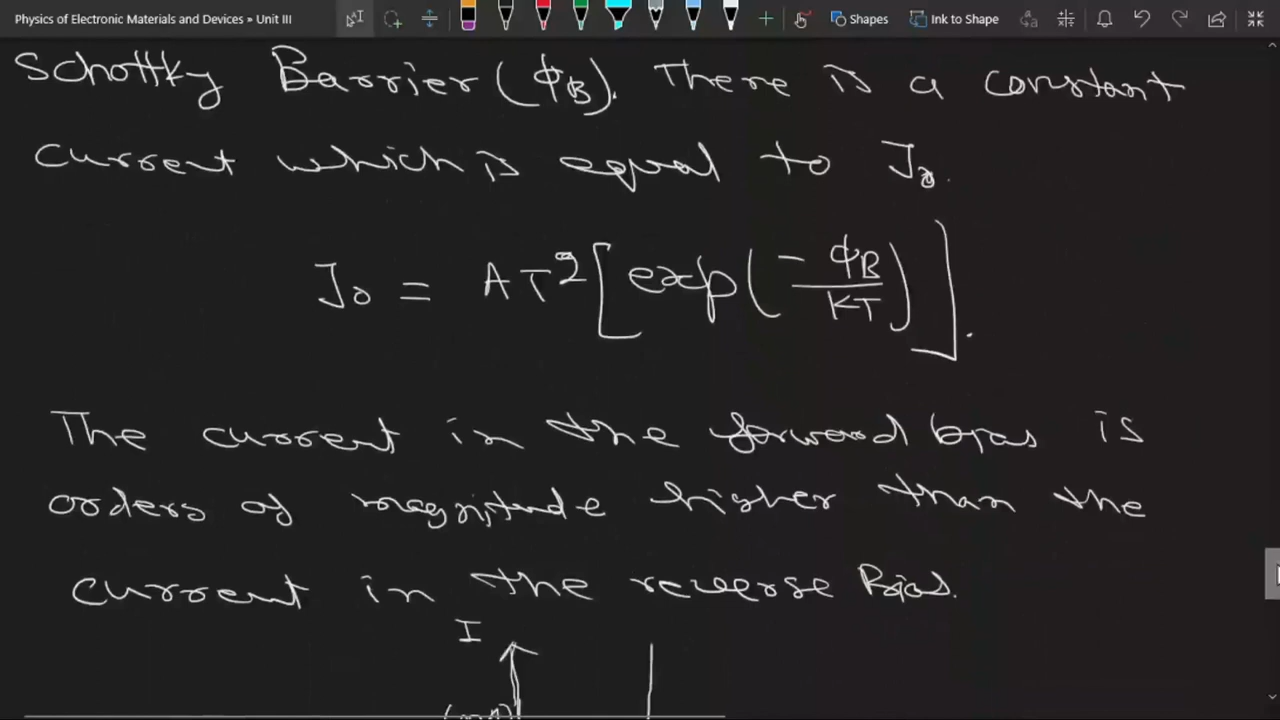 Physics of Electronic Materials and Devices » Unit III
Shapes
Ink to Shape
Schottky Barrier (ϕB). There is a constant
current which is equal to J0.
J0 = AT²[exp(-ϕB/KT)].
The current in the forward bias is
orders of magnitude higher than the
current in the reverse Bias.
I